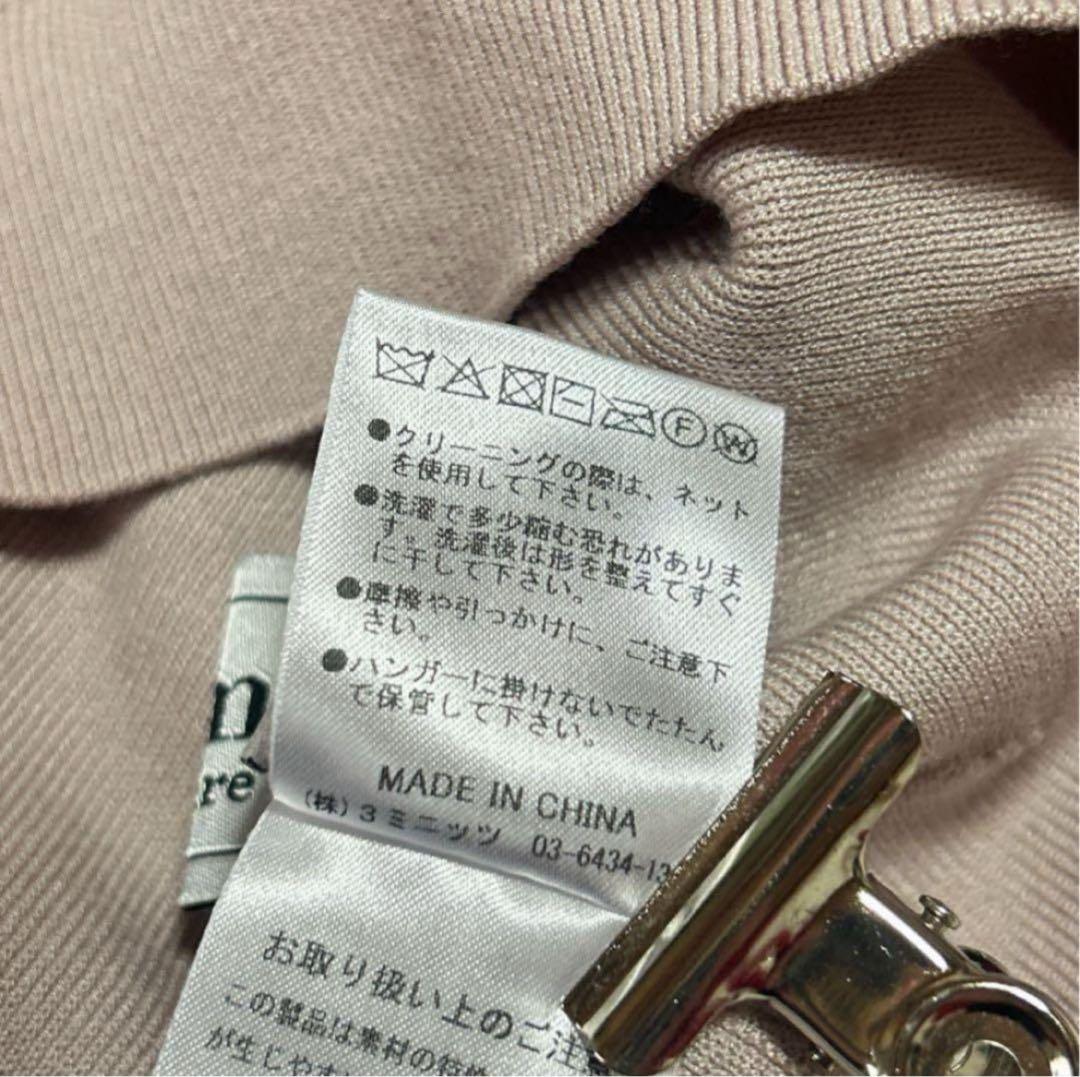 F
W
●クリーニングの際は、ネット
を使用して下さい。
●洗濯で多少縮む恐れがありま
す。洗濯後は形を整えてすぐ
に干して下さい。
●摩擦や引っかけに、ご注意下
さい。
●ハンガーに掛けないでたたん
で保管して下さい。
MADE IN CHINA
(株)3ミニッツ 03-6434-13
n
rè
お取り扱い上のご注意
この製品は素材の特性
が生じやす